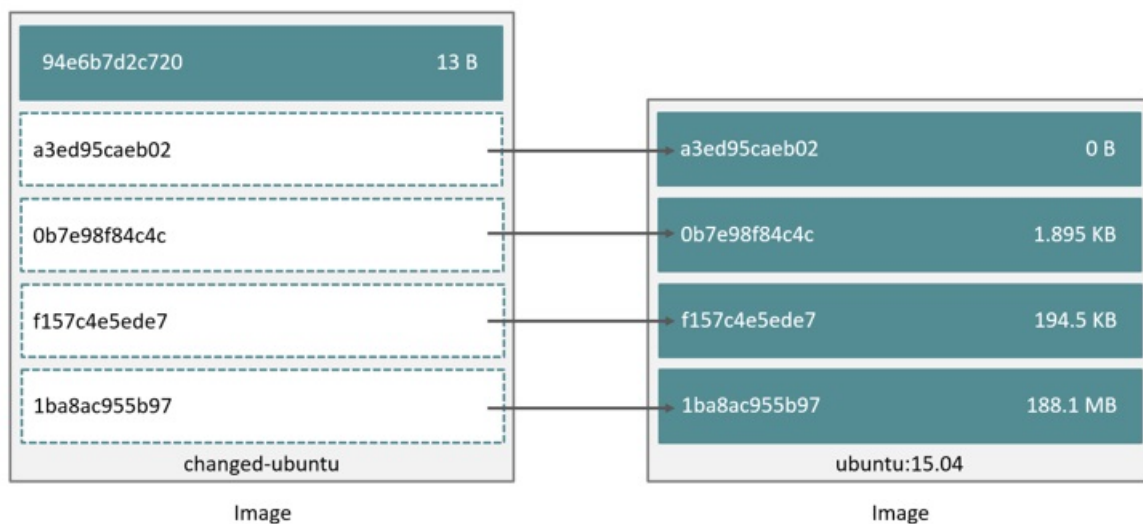 94e6b7d2c720 13 B
a3ed95caeb02
0b7e98f84c4c
f157c4e5ede7
1ba8ac955b97
changed-ubuntu
Image
a3ed95caeb02 0 B
0b7e98f84c4c 1.895 KB
f157c4e5ede7 194.5 KB
1ba8ac955b97 188.1 MB
ubuntu:15.04
Image